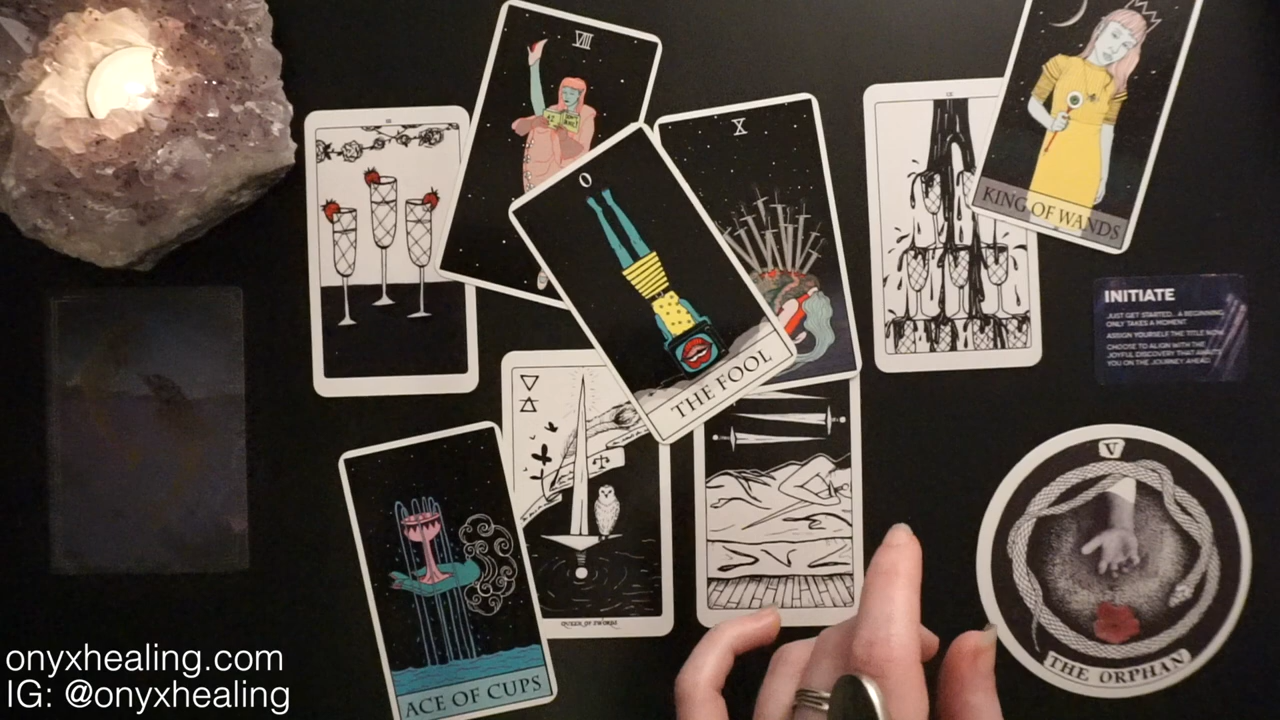 VIII
X
0
KING OF WANDS
INITIATE
JUST GET STARTED. A BEGINNING
ONLY TAKES A MOMENT
ASSIGN YOURSELF THE TITLE NOW
CHOOSE TO ALIGN WITH THE
JOYFUL DISCOVERY THAT AWAITS
YOU ON THE JOURNEY AHEAD.
THE FOOL
V
THE ORPHAN
QUEEN OF SWORDS
ACE OF CUPS
onyxhealing.com
IG: @onyxhealing